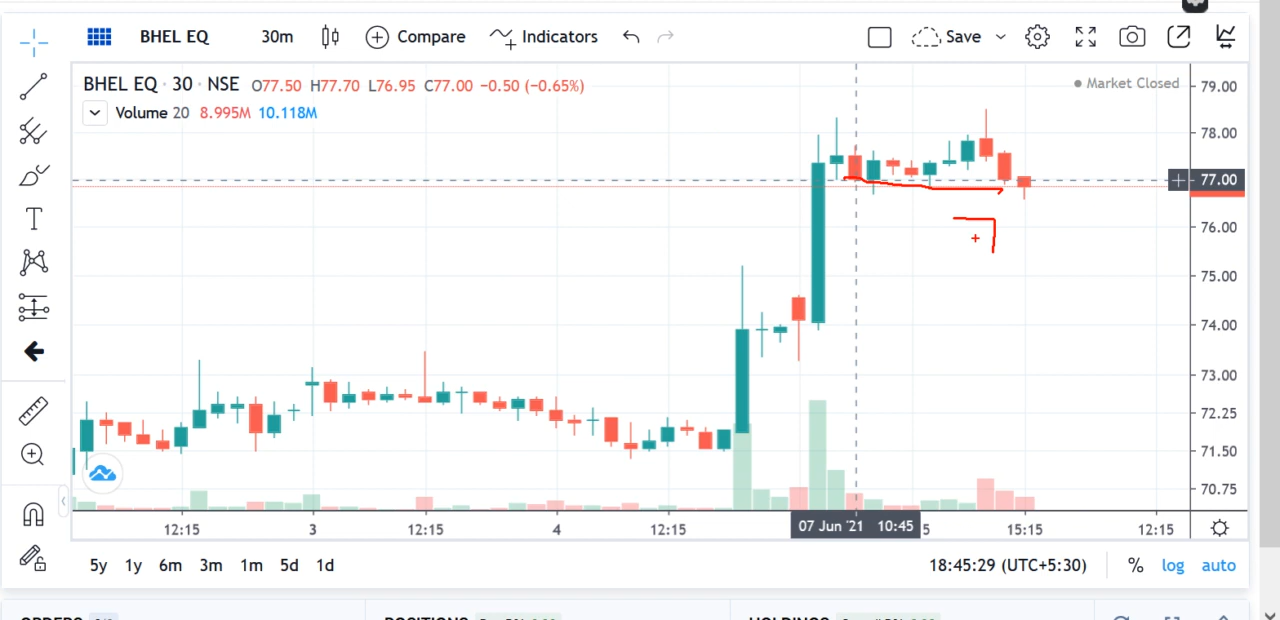 BHEL EQ 30m Compare Indicators Save
BHEL EQ · 30 · NSE O77.50 H77.70 L76.95 C77.00 −0.50 (−0.65%)
Market Closed
Volume 20 8.995M 10.118M
79.00
78.00
77.00
76.00
75.00
74.00
73.00
72.25
71.50
70.75
12:15 3 12:15 4 12:15 07 Jun '21 10:45 5 15:15 12:15
5y 1y 6m 3m 1m 5d 1d 18:45:29 (UTC+5:30) % log auto
ORDERS POSITIONS HOLDINGS